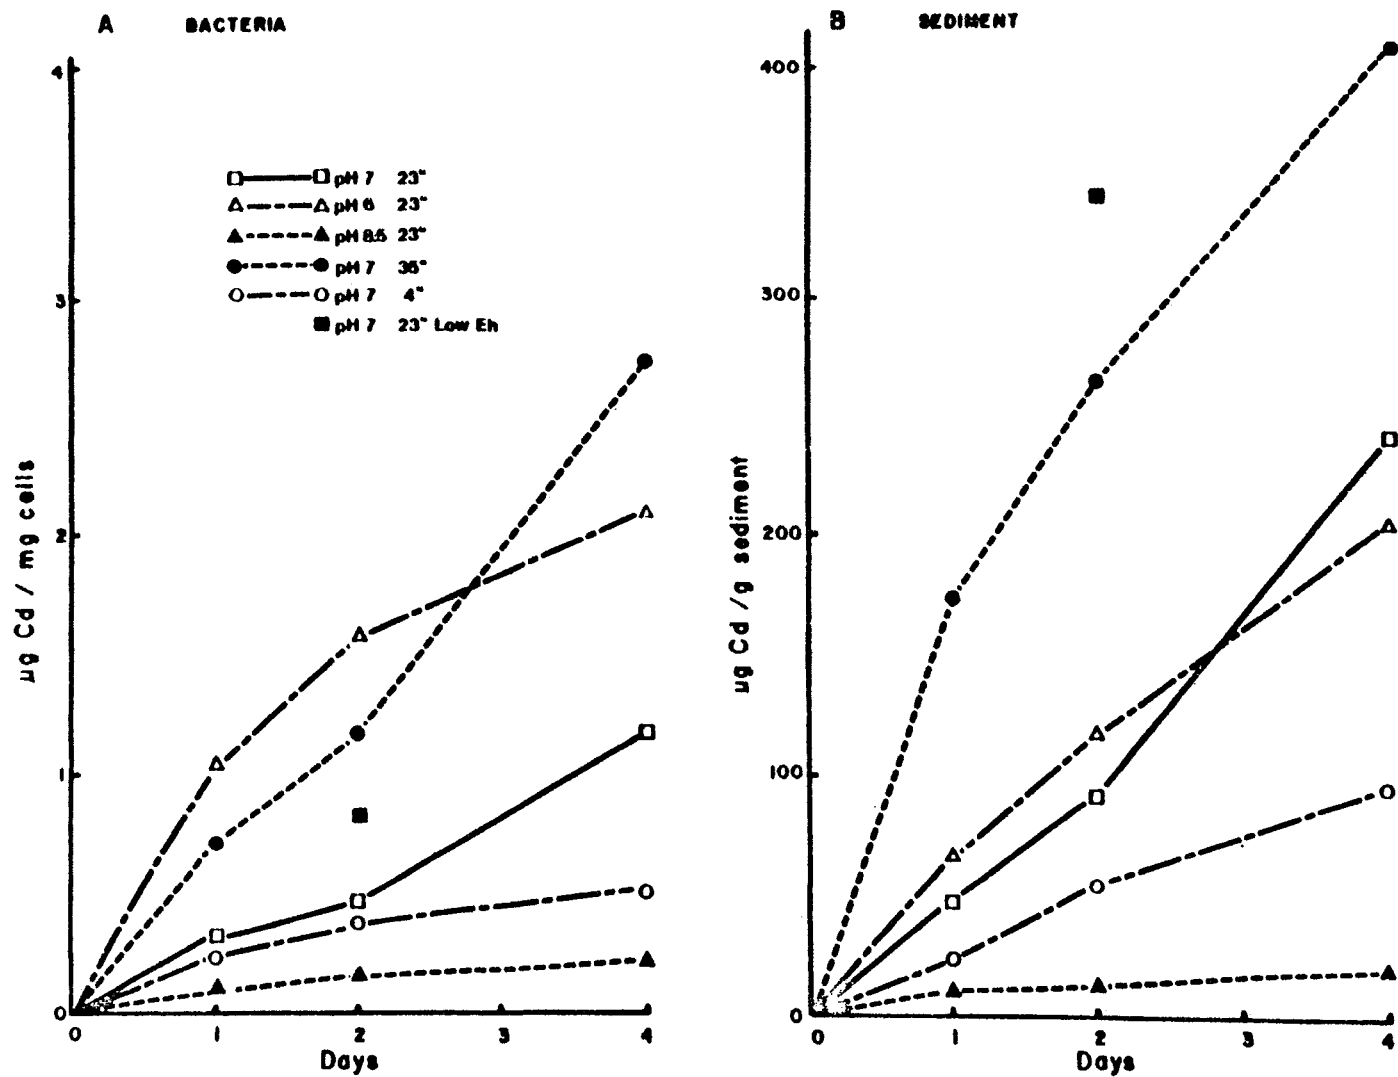 A BACTERIA
4
3
2
1
0
µg Cd / mg cells
pH 7 23°
pH 6 23°
pH 8.5 23°
pH 7 35°
pH 7 4°
pH 7 23° Low Eh
0 1 2 3 4
Days
B SEDIMENT
400
300
200
100
0
µg Cd / g sediment
0 1 2 3 4
Days